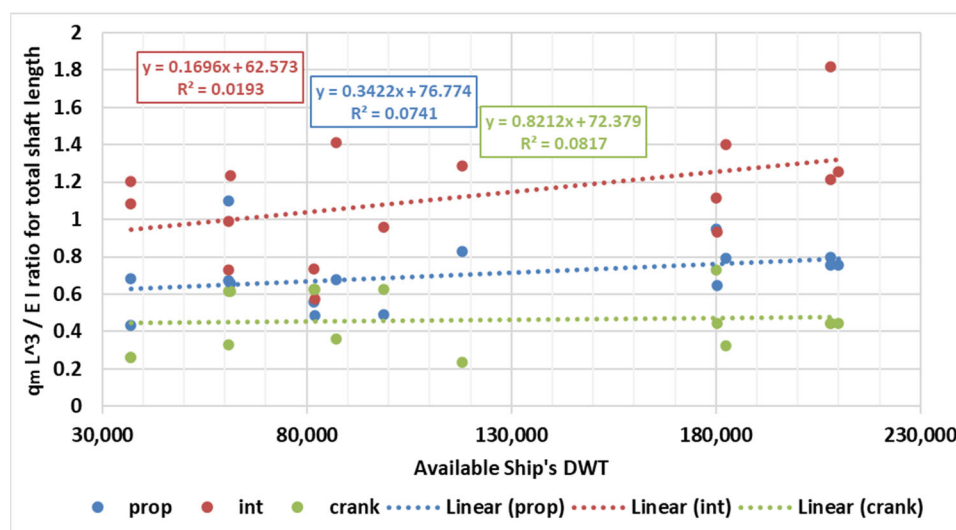 qm L^3 / E I ratio for total shaft length
2
1.8
1.6
1.4
1.2
1
0.8
0.6
0.4
0.2
0
y = 0.1696x + 62.573
R² = 0.0193
y = 0.3422x + 76.774
R² = 0.0741
y = 0.8212x + 72.379
R² = 0.0817
30,000 80,000 130,000 180,000 230,000
Available Ship's DWT
prop int crank Linear (prop) Linear (int) Linear (crank)